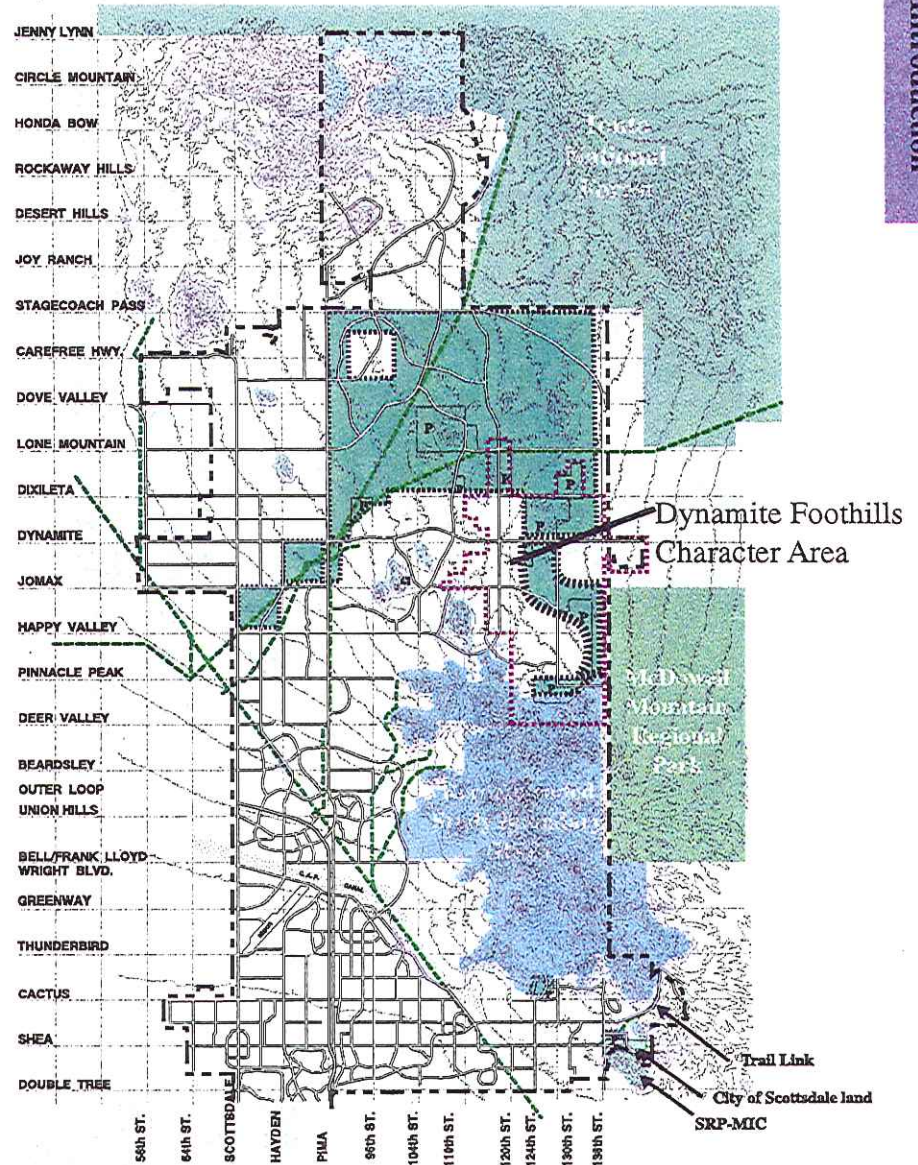 JENNY LYNN
CIRCLE MOUNTAIN
HONDA BOW
ROCKAWAY HILLS
DESERT HILLS
JOY RANCH
STAGECOACH PASS
CAREFREE HWY.
DOVE VALLEY
LONE MOUNTAIN
DIXILETA
DYNAMITE
JOMAX
HAPPY VALLEY
PINNACLE PEAK
DEER VALLEY
BEARDSLEY
OUTER LOOP
UNION HILLS
BELL/FRANK LLOYD
WRIGHT BLVD.
GREENWAY
THUNDERBIRD
CACTUS
SHEA
DOUBLE TREE
National
Forest
P
P
P
P
Dynamite Foothills
Character Area
McDowell
Mountain
Regional
Park
C.A.P.
CANAL
Trail Link
City of Scottsdale land
SRP-MIC
56th ST.
64th ST.
SCOTTSDALE
HAYDEN
PIMA
96th ST.
104th ST.
110th ST.
120th ST.
124th ST.
130th ST.
136th ST.